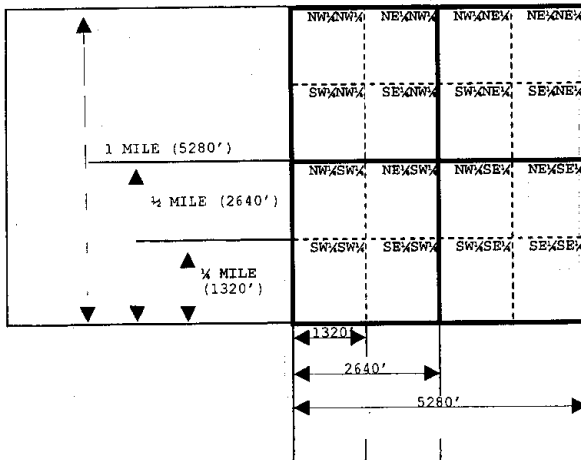 NW¼NW¼ NE¼NW¼ NW¼NE¼ NE¼NE¼
SW¼NW¼ SE¼NW¼ SW¼NE¼ SE¼NE¼
1 MILE (5280')
NW¼SW¼ NE¼SW¼ NW¼SE¼ NE¼SE¼
½ MILE (2640')
SW¼SW¼ SE¼SW¼ SW¼SE¼ SE¼SE¼
¼ MILE
(1320')
1320'
2640'
5280'